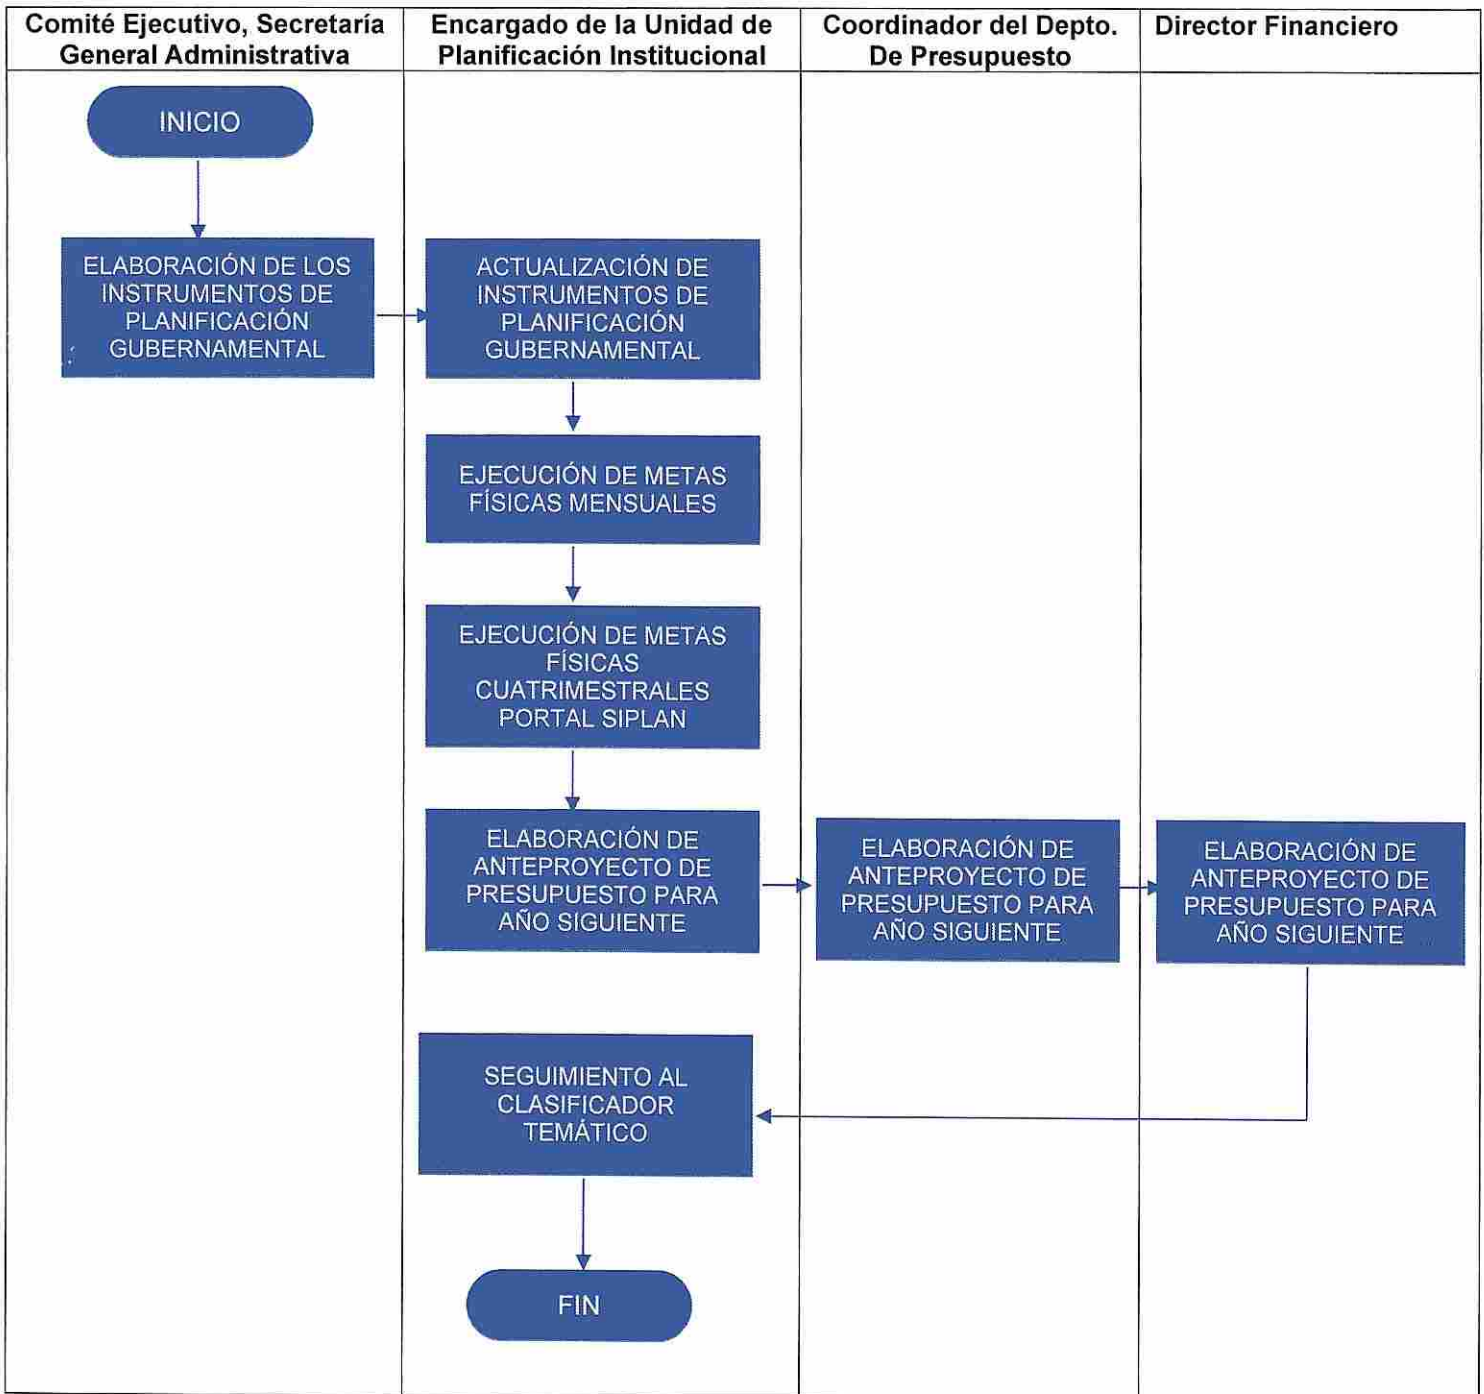 Comité Ejecutivo, Secretaría
General Administrativa
Encargado de la Unidad de
Planificación Institucional
Coordinador del Depto.
De Presupuesto
Director Financiero
INICIO
ELABORACIÓN DE LOS
INSTRUMENTOS DE
PLANIFICACIÓN
GUBERNAMENTAL
ACTUALIZACIÓN DE
INSTRUMENTOS DE
PLANIFICACIÓN
GUBERNAMENTAL
EJECUCIÓN DE METAS
FÍSICAS MENSUALES
EJECUCIÓN DE METAS
FÍSICAS
CUATRIMESTRALES
PORTAL SIPLAN
ELABORACIÓN DE
ANTEPROYECTO DE
PRESUPUESTO PARA
AÑO SIGUIENTE
ELABORACIÓN DE
ANTEPROYECTO DE
PRESUPUESTO PARA
AÑO SIGUIENTE
ELABORACIÓN DE
ANTEPROYECTO DE
PRESUPUESTO PARA
AÑO SIGUIENTE
SEGUIMIENTO AL
CLASIFICADOR
TEMÁTICO
FIN